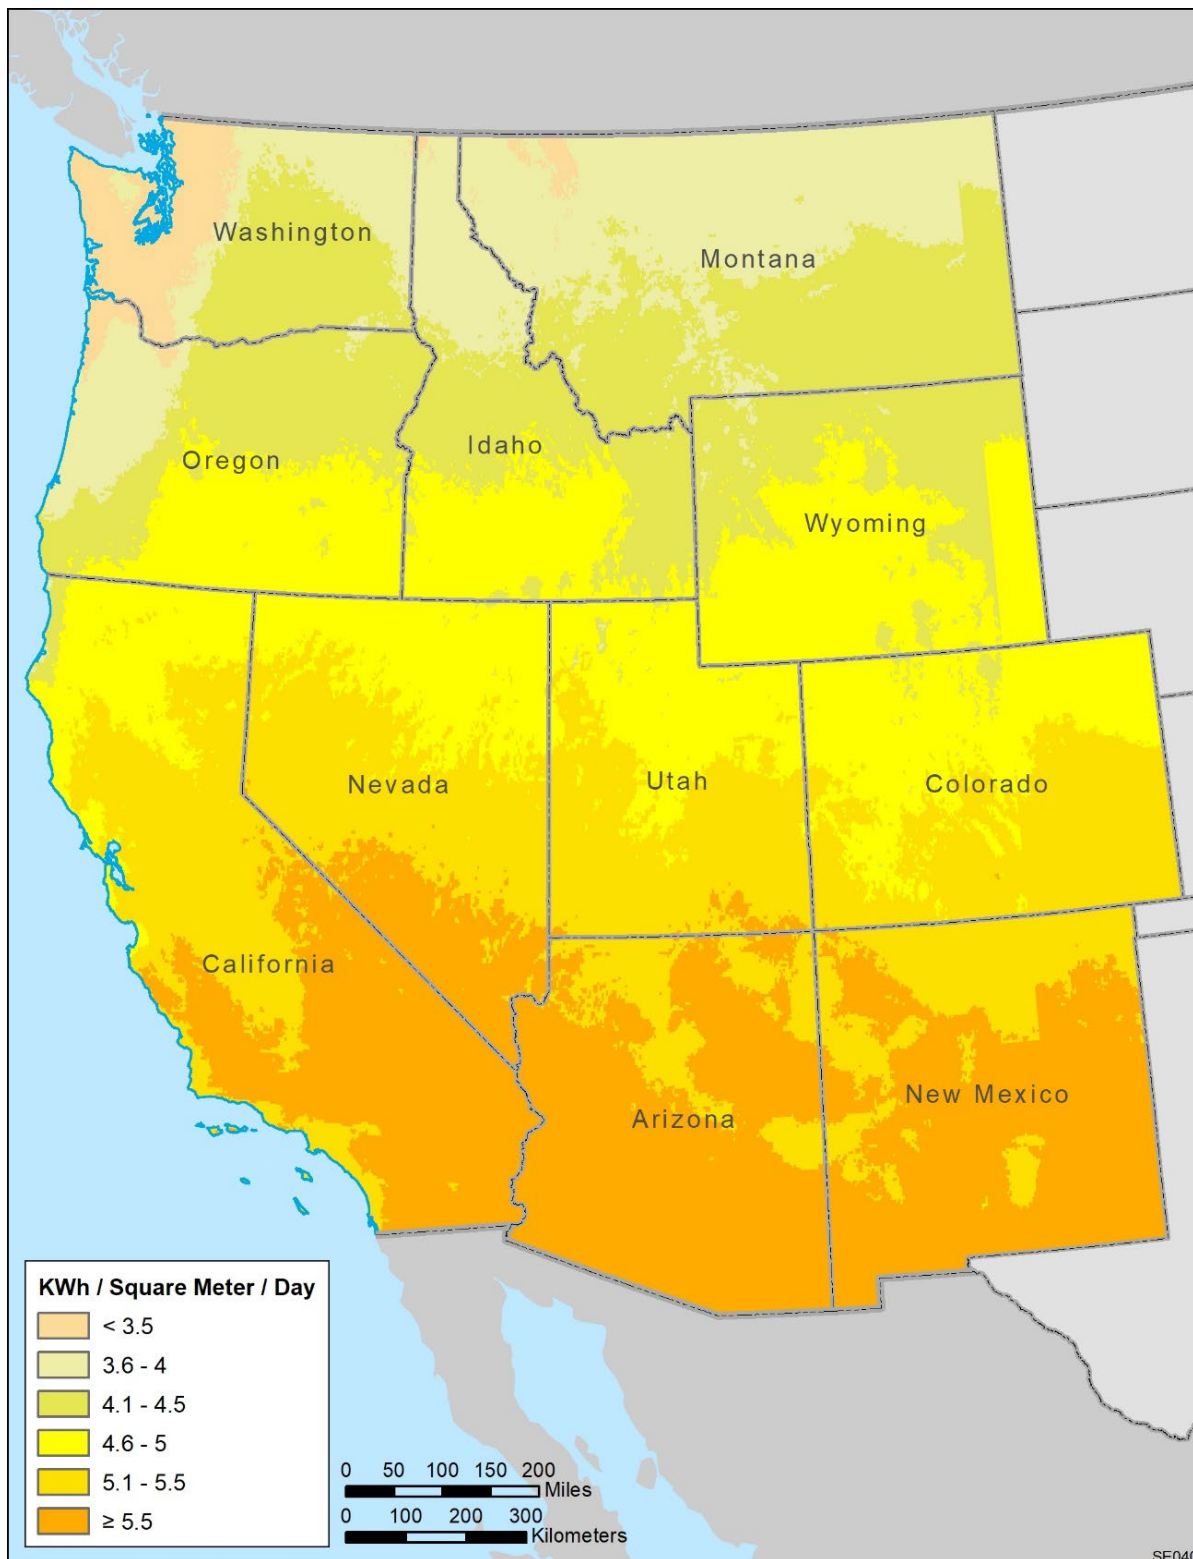 Washington
Montana
Oregon
Idaho
Wyoming
Nevada
Utah
Colorado
California
Arizona
New Mexico
KWh / Square Meter / Day
< 3.5
3.6 - 4
4.1 - 4.5
4.6 - 5
5.1 - 5.5
≥ 5.5
0 50 100 150 200
Miles
0 100 200 300
Kilometers